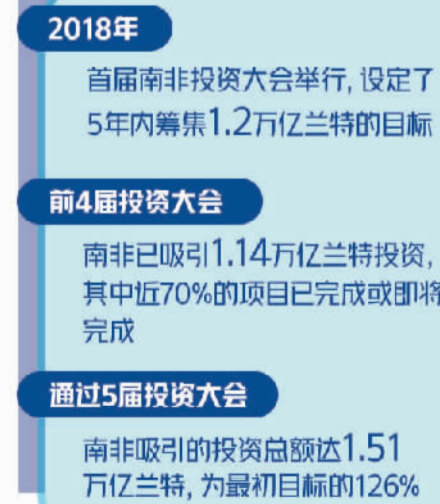 2018年
首届南非投资大会举行, 设定了
5年内筹集1.2万亿兰特的目标
前4届投资大会
南非已吸引1.14万亿兰特投资,
其中近70%的项目已完成或即将
完成
通过5届投资大会
南非吸引的投资总额达1.51
万亿兰特, 为最初目标的126%